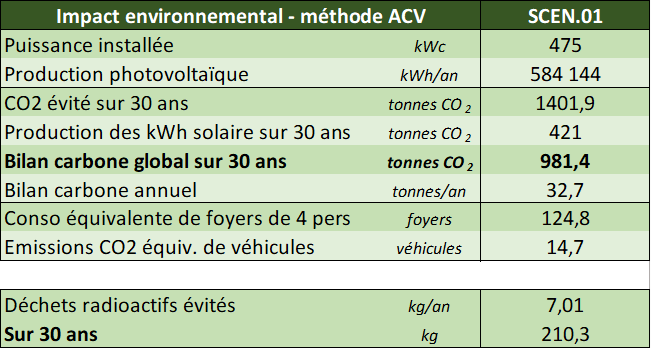 Impact environnemental - méthode ACV SCEN.01
Puissance installée kWc 475
Production photovoltaïque kWh/an 584 144
CO2 évité sur 30 ans tonnes CO 2 1401,9
Production des kWh solaire sur 30 ans tonnes CO 2 421
Bilan carbone global sur 30 ans tonnes CO 2 981,4
Bilan carbone annuel tonnes/an 32,7
Conso équivalente de foyers de 4 pers foyers 124,8
Emissions CO2 équiv. de véhicules véhicules 14,7
Déchets radioactifs évités kg/an 7,01
Sur 30 ans kg 210,3